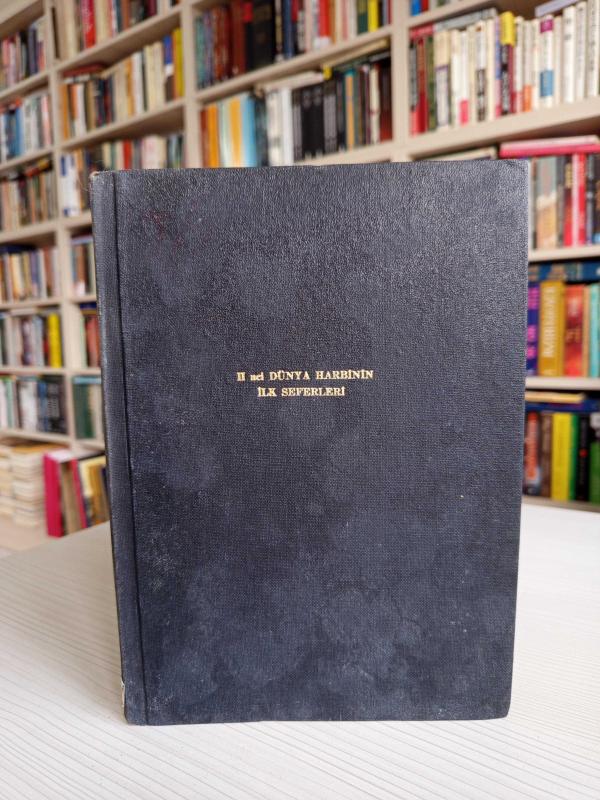 II nci DÜNYA HARBİNİN
İLK SEFERLERİ